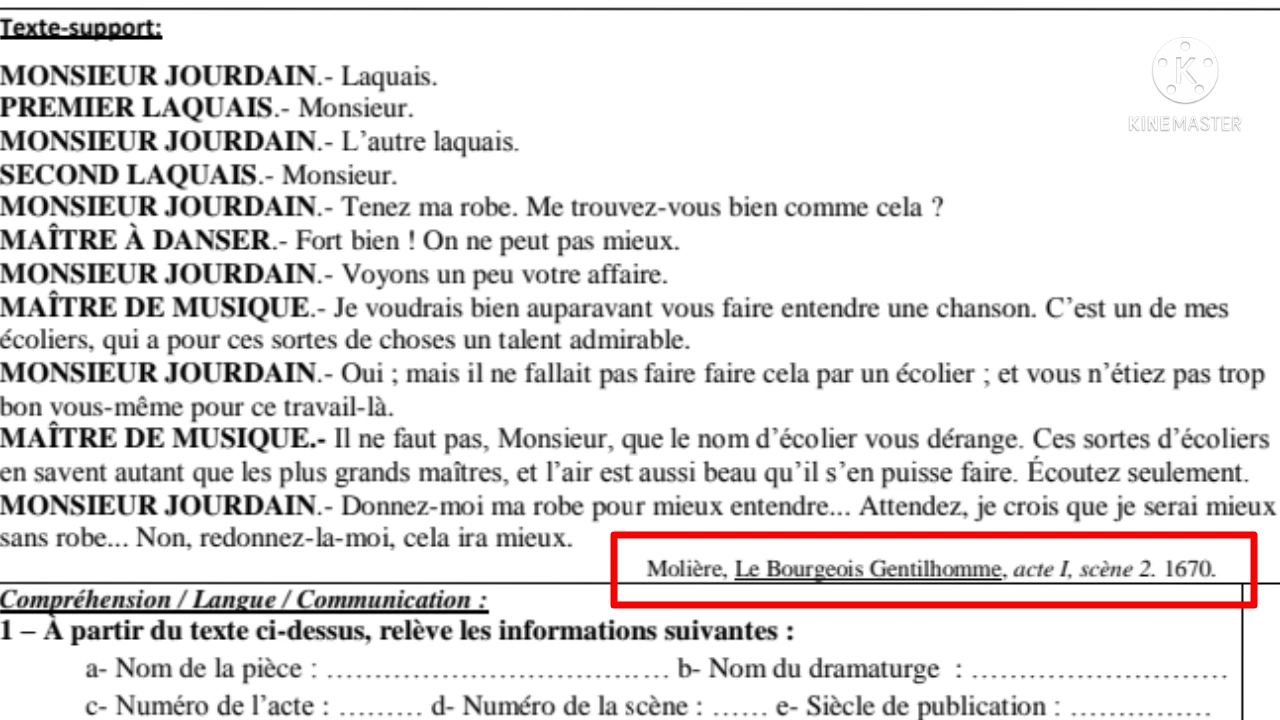 Texte-support:
KINEMASTER
MONSIEUR JOURDAIN.- Laquais.
PREMIER LAQUAIS.- Monsieur.
MONSIEUR JOURDAIN.- L'autre laquais.
SECOND LAQUAIS.- Monsieur.
MONSIEUR JOURDAIN.- Tenez ma robe. Me trouvez-vous bien comme cela ?
MAÎTRE À DANSER.- Fort bien ! On ne peut pas mieux.
MONSIEUR JOURDAIN.- Voyons un peu votre affaire.
MAÎTRE DE MUSIQUE.- Je voudrais bien auparavant vous faire entendre une chanson. C'est un de mes
écoliers, qui a pour ces sortes de choses un talent admirable.
MONSIEUR JOURDAIN.- Oui ; mais il ne fallait pas faire faire cela par un écolier ; et vous n'étiez pas trop
bon vous-même pour ce travail-là.
MAÎTRE DE MUSIQUE.- Il ne faut pas, Monsieur, que le nom d'écolier vous dérange. Ces sortes d'écoliers
en savent autant que les plus grands maîtres, et l'air est aussi beau qu'il s'en puisse faire. Écoutez seulement.
MONSIEUR JOURDAIN.- Donnez-moi ma robe pour mieux entendre... Attendez, je crois que je serai mieux
sans robe... Non, redonnez-la-moi, cela ira mieux.
Molière, Le Bourgeois Gentilhomme, acte I, scène 2. 1670.
Compréhension / Langue / Communication :
1 – À partir du texte ci-dessus, relève les informations suivantes :
a- Nom de la pièce : ...................................... b- Nom du dramaturge : ................................
c- Numéro de l'acte : ......... d- Numéro de la scène : ...... e- Siècle de publication : ..................